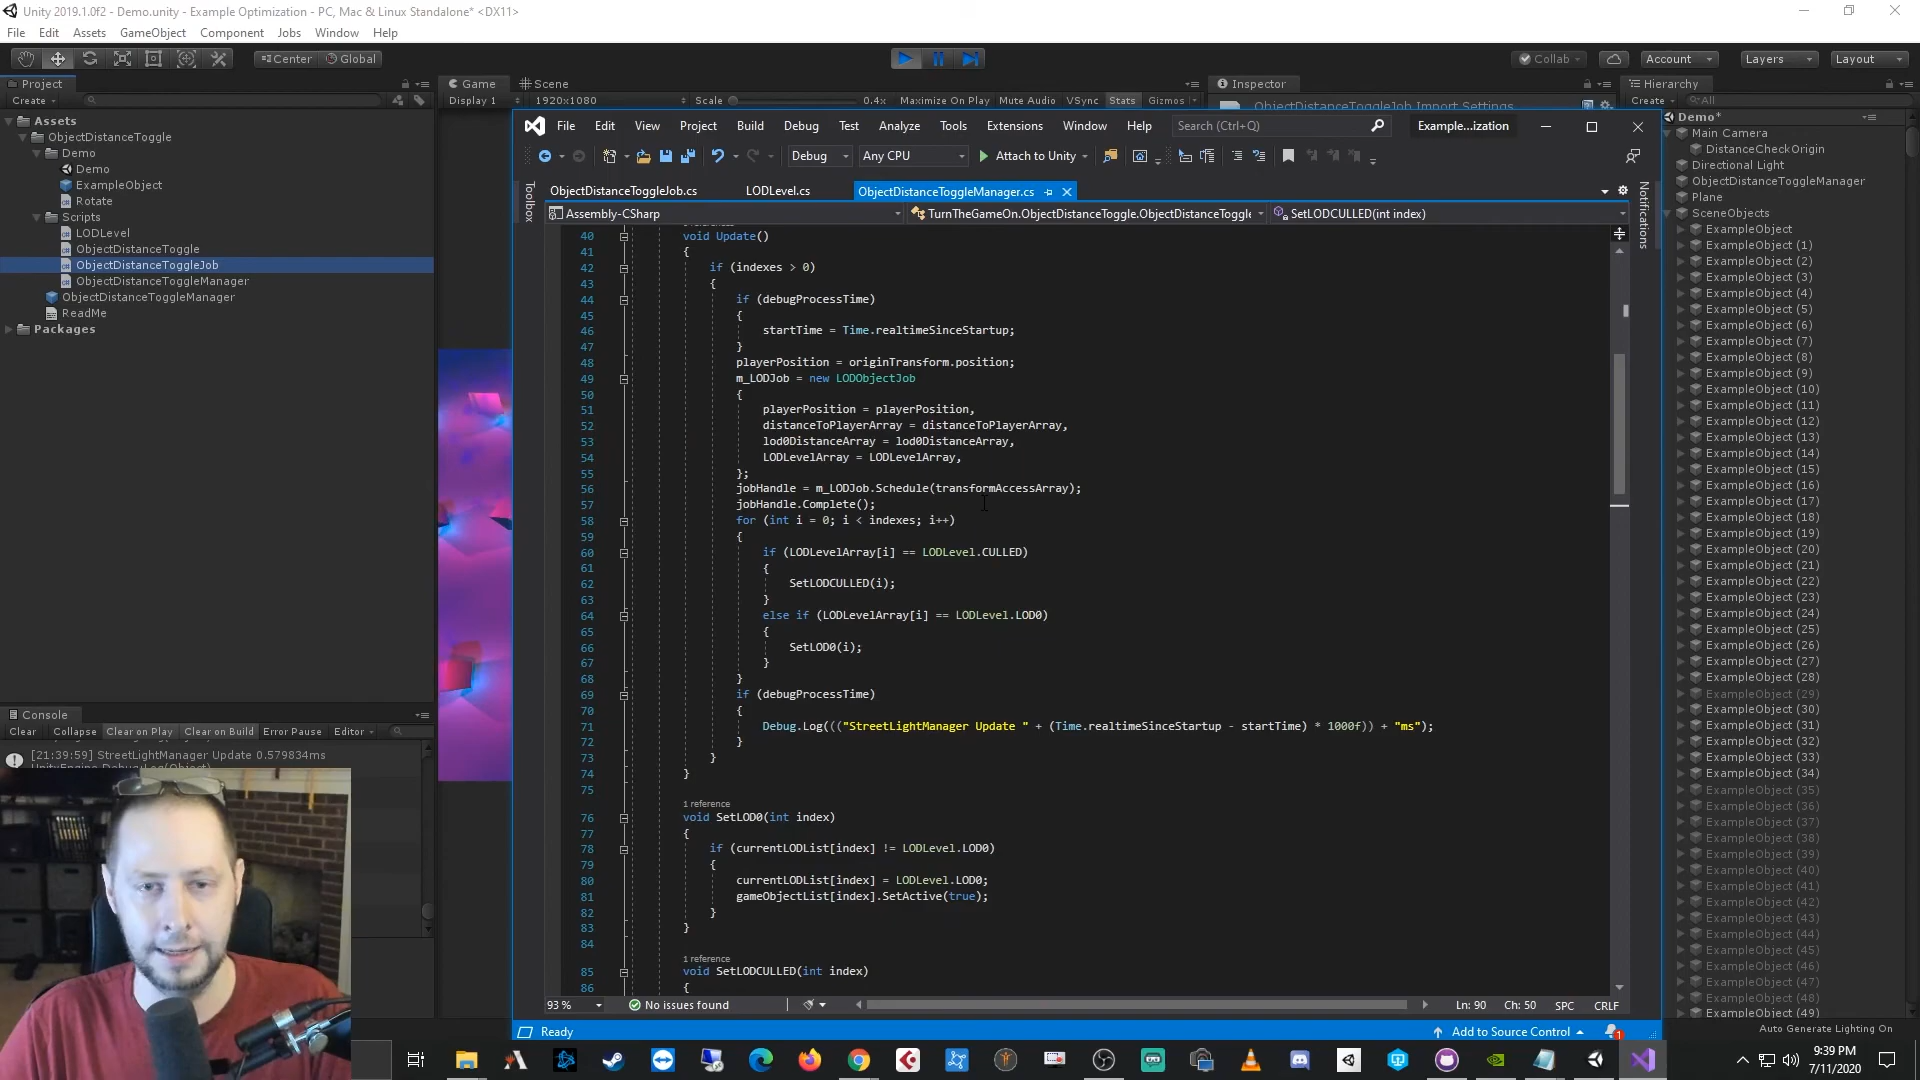 Unity 2019.1.0f2 - Demo.unity - Example Optimization - PC, Mac & Linux Standalone* <DX11>
File Edit Assets GameObject Component Jobs Window Help
Center Global
Collab Account Layers Layout
Project
Create
Assets
ObjectDistanceToggle
Demo
Demo
ExampleObject
Rotate
Scripts
LODLevel
ObjectDistanceToggle
ObjectDistanceToggleJob
ObjectDistanceToggleManager
ObjectDistanceToggleManager
ReadMe
Packages
Game Scene
Display 1 1920x1080 Scale 0.4x Maximize On Play Mute Audio VSync Stats Gizmos
Inspector
ObjectDistanceToggleJob Import Settings
File Edit View Project Build Debug Test Analyze Tools Extensions Window Help Search (Ctrl+Q) Example...ization
Debug Any CPU Attach to Unity
Toolbox
ObjectDistanceToggleJob.cs LODLevel.cs ObjectDistanceToggleManager.cs
Assembly-CSharp TurnTheGameOn.ObjectDistanceToggle.ObjectDistanceToggle SetLODCULLED(int index)
Notifications
40 void Update()
41 {
42 if (indexes > 0)
43 {
44 if (debugProcessTime)
45 {
46 startTime = Time.realtimeSinceStartup;
47 }
48 playerPosition = originTransform.position;
49 m_LODJob = new LODObjectJob
50 {
51 playerPosition = playerPosition,
52 distanceToPlayerArray = distanceToPlayerArray,
53 lod0DistanceArray = lod0DistanceArray,
54 LODLevelArray = LODLevelArray,
55 };
56 jobHandle = m_LODJob.Schedule(transformAccessArray);
57 jobHandle.Complete();
58 for (int i = 0; i < indexes; i++)
59 {
60 if (LODLevelArray[i] == LODLevel.CULLED)
61 {
62 SetLODCULLED(i);
63 }
64 else if (LODLevelArray[i] == LODLevel.LOD0)
65 {
66 SetLOD0(i);
67 }
68 }
69 if (debugProcessTime)
70 {
71 Debug.Log((("StreetLightManager Update " + (Time.realtimeSinceStartup - startTime) * 1000f)) + "ms");
72 }
73 }
74 }
75
1 reference
76 void SetLOD0(int index)
77 {
78 if (currentLODList[index] != LODLevel.LOD0)
79 {
80 currentLODList[index] = LODLevel.LOD0;
81 gameObjectList[index].SetActive(true);
82 }
83 }
84
1 reference
85 void SetLODCULLED(int index)
86 {
93 % No issues found Ln: 90 Ch: 50 SPC CRLF
Ready Add to Source Control 1
Hierarchy
Create All
Demo*
Main Camera
DistanceCheckOrigin
Directional Light
ObjectDistanceToggleManager
Plane
SceneObjects
ExampleObject
ExampleObject (1)
ExampleObject (2)
ExampleObject (3)
ExampleObject (4)
ExampleObject (5)
ExampleObject (6)
ExampleObject (7)
ExampleObject (8)
ExampleObject (9)
ExampleObject (10)
ExampleObject (11)
ExampleObject (12)
ExampleObject (13)
ExampleObject (14)
ExampleObject (15)
ExampleObject (16)
ExampleObject (17)
ExampleObject (18)
ExampleObject (19)
ExampleObject (20)
ExampleObject (21)
ExampleObject (22)
ExampleObject (23)
ExampleObject (24)
ExampleObject (25)
ExampleObject (26)
ExampleObject (27)
ExampleObject (28)
ExampleObject (29)
ExampleObject (30)
ExampleObject (31)
ExampleObject (32)
ExampleObject (33)
ExampleObject (34)
ExampleObject (35)
ExampleObject (36)
ExampleObject (37)
ExampleObject (38)
ExampleObject (39)
ExampleObject (40)
ExampleObject (41)
ExampleObject (42)
ExampleObject (43)
ExampleObject (44)
ExampleObject (45)
ExampleObject (46)
ExampleObject (47)
ExampleObject (48)
ExampleObject (49)
Auto Generate Lighting On
Console
Clear Collapse Clear on Play Clear on Build Error Pause Editor
[21:39:59] StreetLightManager Update 0.579834ms
UnityEngine.Debug:Log(Object)
9:39 PM
7/11/2020